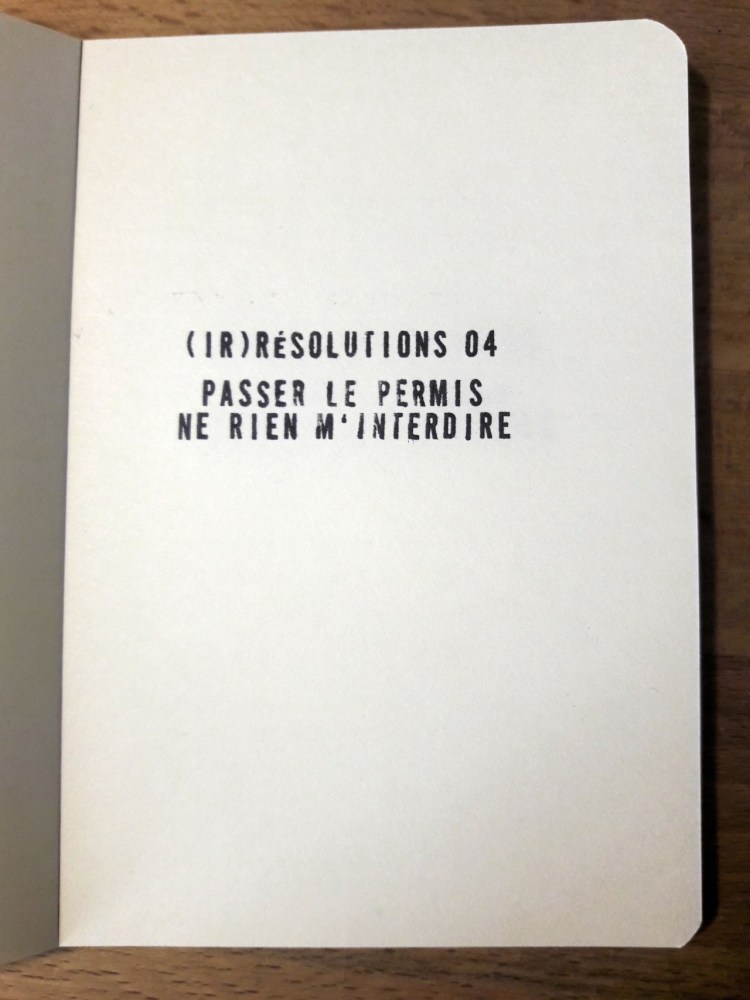 (IR)RÉSOLUTIONS 04
PASSER LE PERMIS
NE RIEN M‘INTERDIRE